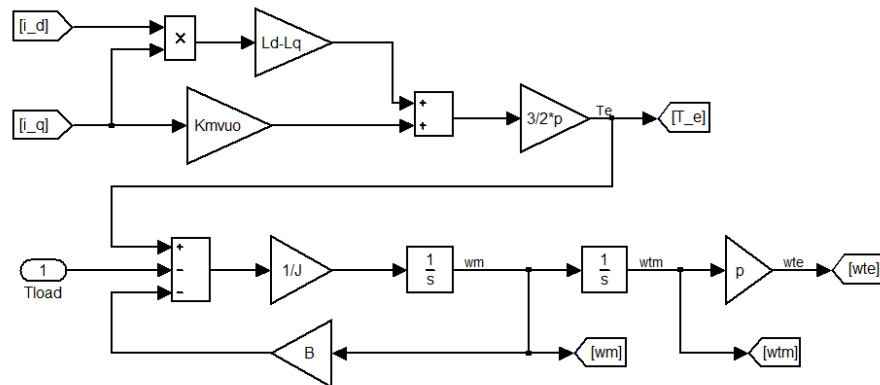 [i_d]
×
Ld-Lq
[i_q]
Kmvuo
+
+
3/2*p
Te
[T_e]
1
Tload
+
−
−
1/J
1
s
wm
1
s
wtm
p
wte
[wte]
B
[wm]
[wtm]